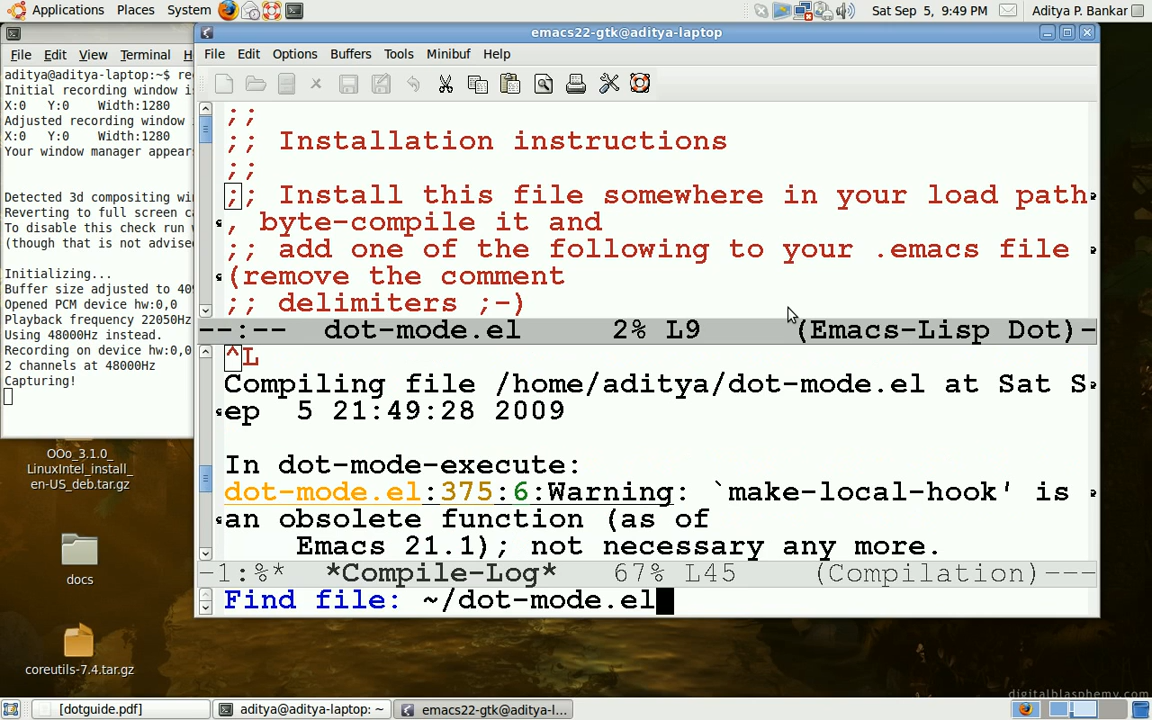 Applications Places System Sat Sep 5, 9:49 PM Aditya P. Bankar
emacs22-gtk@aditya-laptop
File Edit View Terminal H
aditya@aditya-laptop:~$ re
Initial recording window i
X:0 Y:0 Width:1280
Adjusted recording window
X:0 Y:0 Width:1280
Your window manager appears
Detected 3d compositing wi
Reverting to full screen c
To disable this check run
(though that is not advise
Initializing...
Buffer size adjusted to 40
Opened PCM device hw:0,0
Playback frequency 22050Hz
Using 48000Hz instead.
Recording on device hw:0,0
2 channels at 48000Hz
Capturing!
File Edit Options Buffers Tools Minibuf Help
;;
;; Installation instructions
;;
;; Install this file somewhere in your load path
, byte-compile it and
;; add one of the following to your .emacs file
(remove the comment
;; delimiters ;-)
--:-- dot-mode.el 2% L9 (Emacs-Lisp Dot)-
^L
Compiling file /home/aditya/dot-mode.el at Sat S
ep 5 21:49:28 2009
In dot-mode-execute:
dot-mode.el:375:6:Warning: `make-local-hook' is
an obsolete function (as of
Emacs 21.1); not necessary any more.
-1:%* *Compile-Log* 67% L45 (Compilation)---
Find file: ~/dot-mode.el
OOo_3.1.0_
LinuxIntel_install_
en-US_deb.tar.gz
docs
coreutils-7.4.tar.gz
digitalblasphemy.com
[dotguide.pdf] aditya@aditya-laptop: ~ emacs22-gtk@aditya-l...